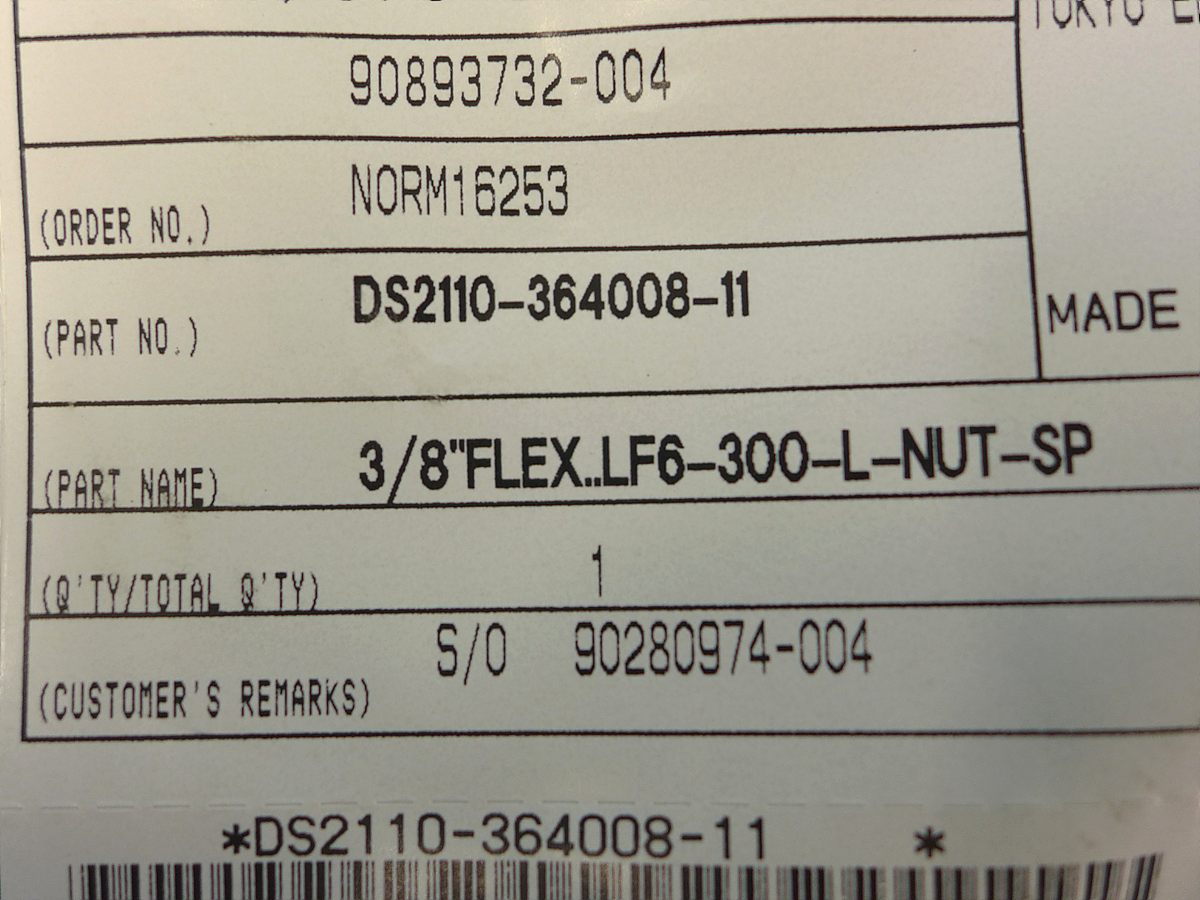 TOKYO
90893732-004
(ORDER NO.) NORM16253
(PART NO.) DS2110-364008-11
MADE
(PART NAME) 3/8"FLEX..LF6-300-L-NUT-SP
(Q'TY/TOTAL Q'TY) 1
(CUSTOMER'S REMARKS) S/O 90280974-004
*DS2110-364008-11 *